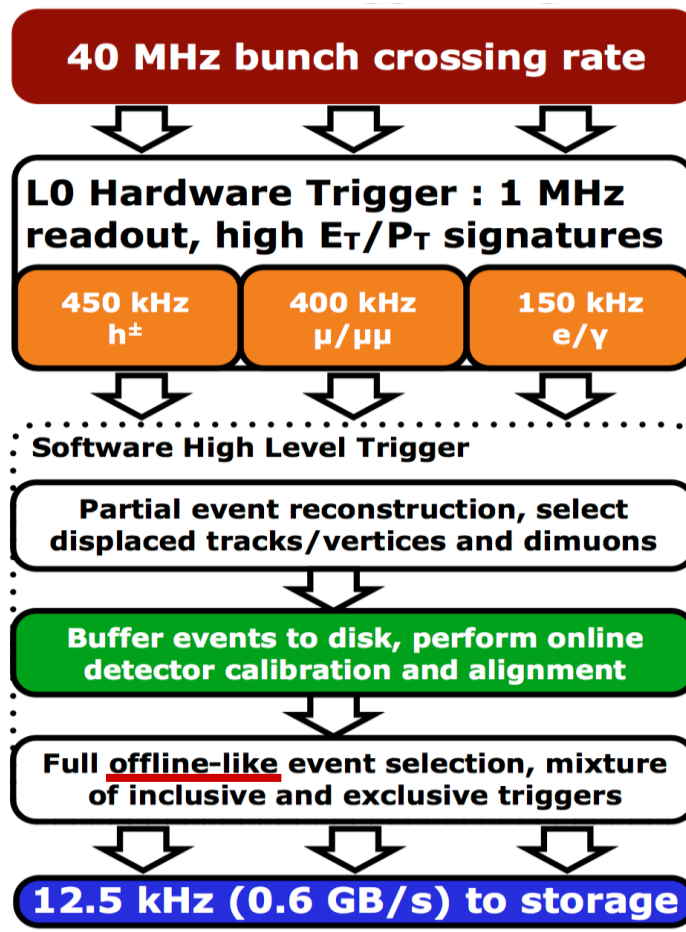 40 MHz bunch crossing rate
L0 Hardware Trigger : 1 MHz
readout, high ET/PT signatures
450 kHz
h±
400 kHz
μ/μμ
150 kHz
e/γ
Software High Level Trigger
Partial event reconstruction, select
displaced tracks/vertices and dimuons
Buffer events to disk, perform online
detector calibration and alignment
Full offline-like event selection, mixture
of inclusive and exclusive triggers
12.5 kHz (0.6 GB/s) to storage